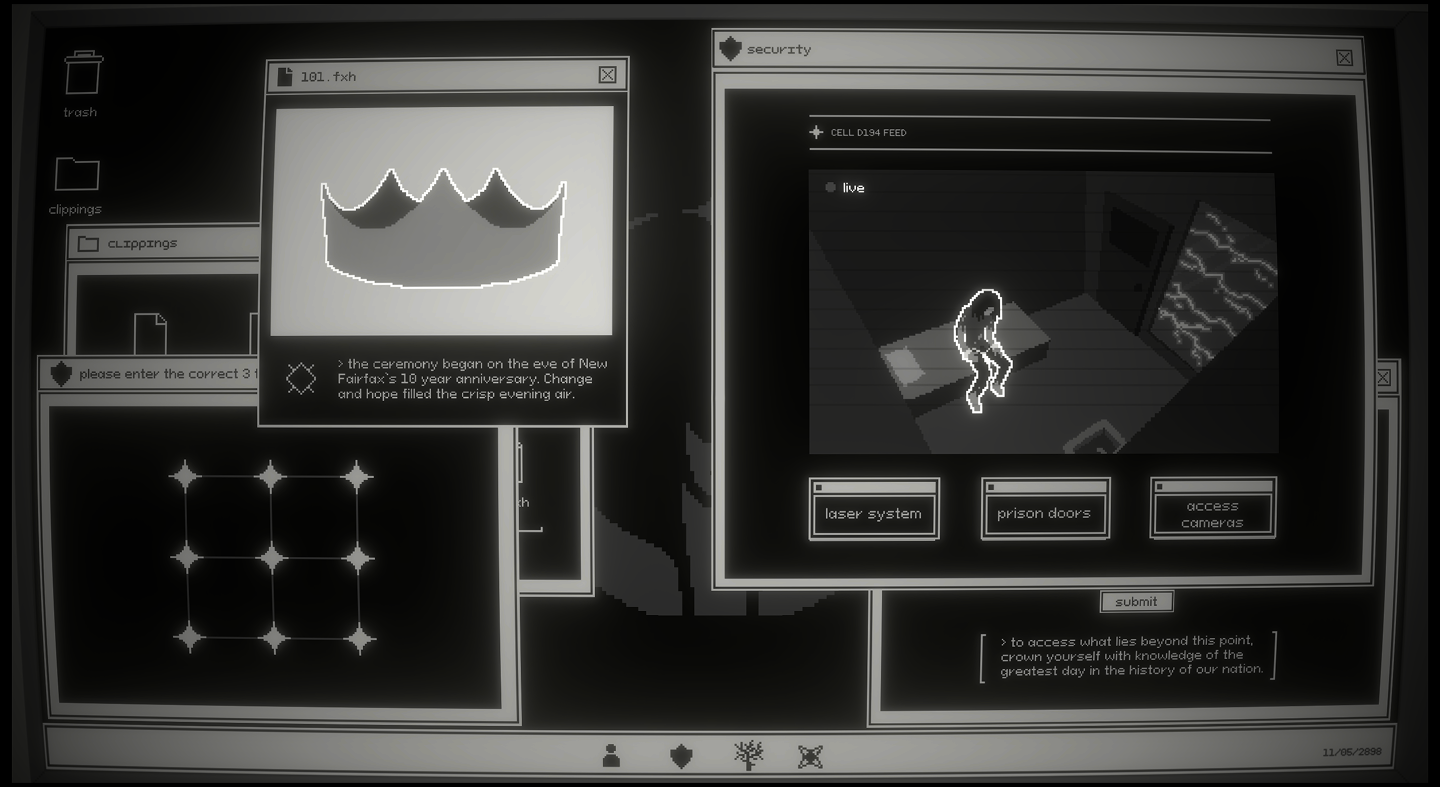 trash
clippings
CLIPPINGS
101.fxh
> the ceremony began on the eve of New
Fairfax's 10 year anniversary. Change
and hope filled the crisp evening air.
please enter the correct 3
security
CELL D194 FEED
live
laser system
prison doors
access
cameras
submit
> to access what lies beyond this point,
crown yourself with knowledge of the
greatest day in the history of our nation.
11/05/2898